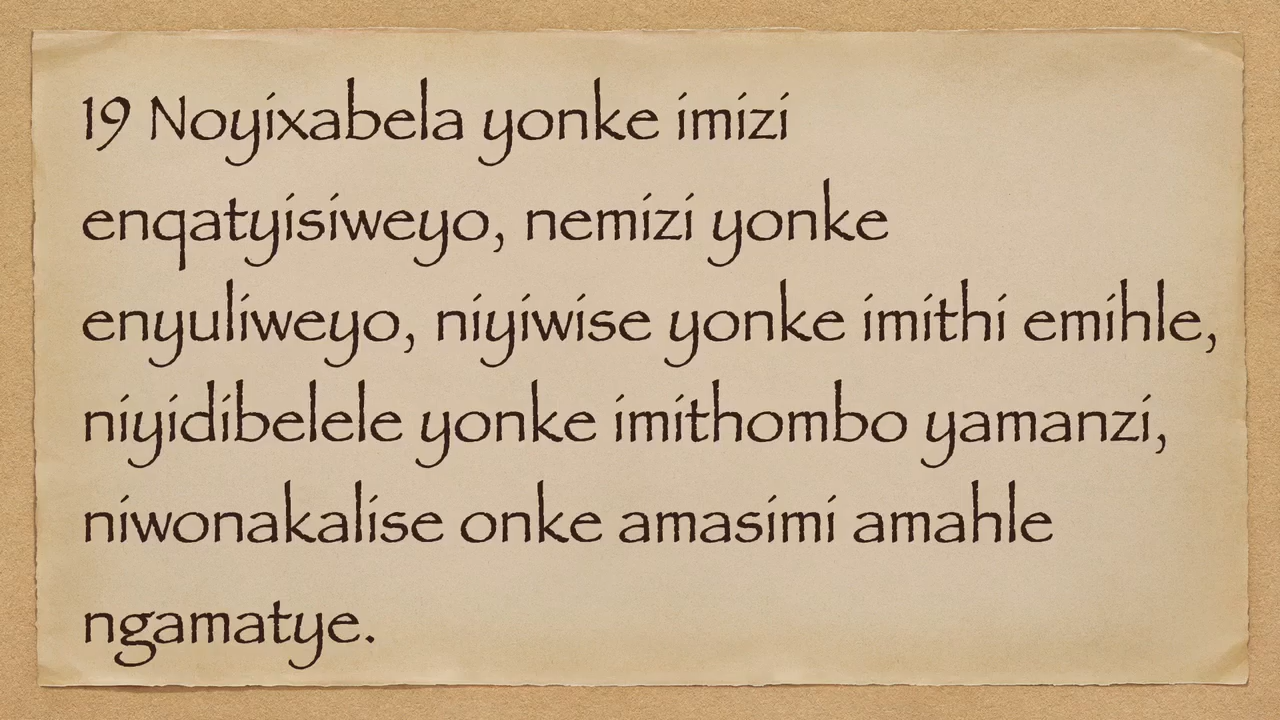 19 Noyixabela yonke imizi
enqatyisiweyo, nemizi yonke
enyuliweyo, niyiwise yonke imithi emihle,
niyidibelele yonke imithombo yamanzi,
niwonakalise onke amasimi amahle
ngamatye.